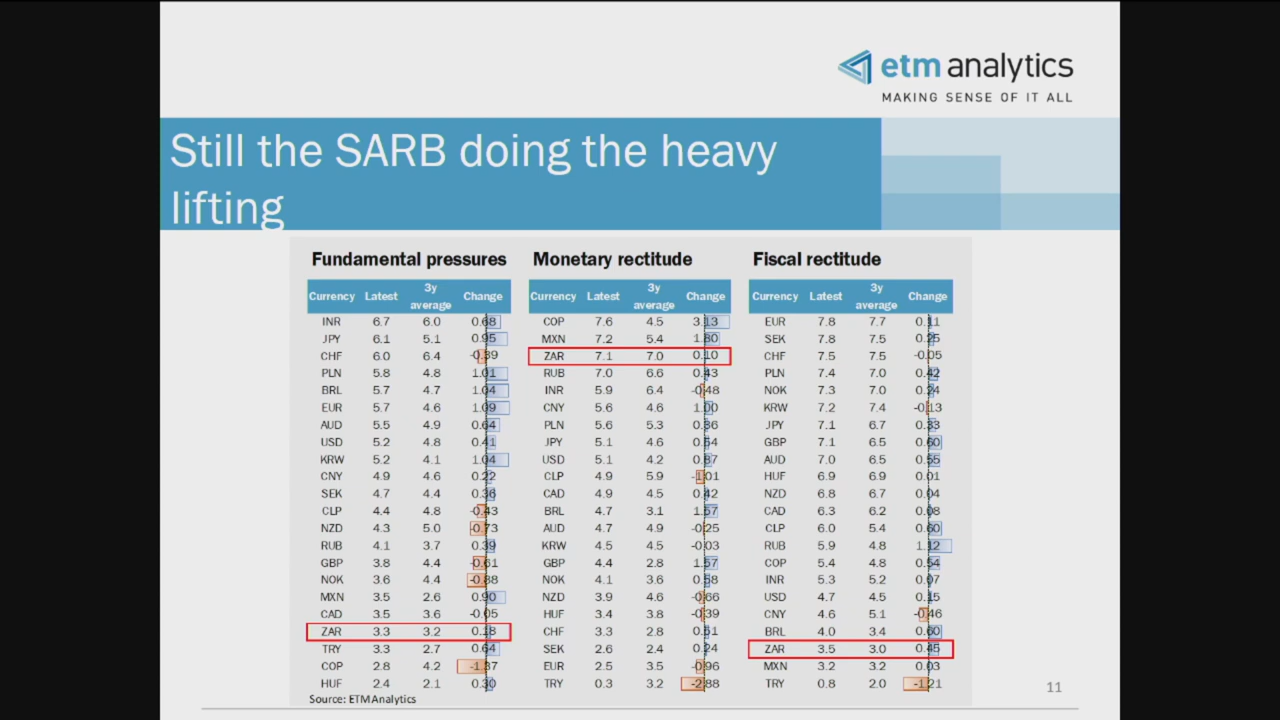 etm analytics
MAKING SENSE OF IT ALL
Still the SARB doing the heavy
lifting
Fundamental pressures
Currency Latest 3y average Change
INR 6.7 6.0 0.68
JPY 6.1 5.1 0.95
CHF 6.0 6.4 -0.39
PLN 5.8 4.8 1.01
BRL 5.7 4.7 1.04
EUR 5.7 4.6 1.09
AUD 5.5 4.9 0.64
USD 5.2 4.8 0.41
KRW 5.2 4.1 1.04
CNY 4.9 4.6 0.22
SEK 4.7 4.4 0.36
CLP 4.4 4.8 -0.43
NZD 4.3 5.0 -0.73
RUB 4.1 3.7 0.39
GBP 3.8 4.4 -0.61
NOK 3.6 4.4 -0.88
MXN 3.5 2.6 0.90
CAD 3.5 3.6 -0.05
ZAR 3.3 3.2 0.18
TRY 3.3 2.7 0.64
COP 2.8 4.2 -1.37
HUF 2.4 2.1 0.30
Source: ETMAnalytics
Monetary rectitude
Currency Latest 3y average Change
COP 7.6 4.5 3.13
MXN 7.2 5.4 1.80
ZAR 7.1 7.0 0.10
RUB 7.0 6.6 0.43
INR 5.9 6.4 -0.48
CNY 5.6 4.6 1.00
PLN 5.6 5.3 0.36
JPY 5.1 4.6 0.54
USD 5.1 4.2 0.87
CLP 4.9 5.9 -1.01
CAD 4.9 4.5 0.42
BRL 4.7 3.1 1.57
AUD 4.7 4.9 -0.25
KRW 4.5 4.5 -0.03
GBP 4.4 2.8 1.57
NOK 4.1 3.6 0.58
NZD 3.9 4.6 -0.66
HUF 3.4 3.8 -0.39
CHF 3.3 2.8 0.51
SEK 2.6 2.4 0.24
EUR 2.5 3.5 -0.96
TRY 0.3 3.2 -2.88
Fiscal rectitude
Currency Latest 3y average Change
EUR 7.8 7.7 0.11
SEK 7.8 7.5 0.25
CHF 7.5 7.5 -0.05
PLN 7.4 7.0 0.42
NOK 7.3 7.0 0.24
KRW 7.2 7.4 -0.13
JPY 7.1 6.7 0.33
GBP 7.1 6.5 0.60
AUD 7.0 6.5 0.55
HUF 6.9 6.9 0.01
NZD 6.8 6.7 0.04
CAD 6.3 6.2 0.08
CLP 6.0 5.4 0.60
RUB 5.9 4.8 1.12
COP 5.4 4.8 0.54
INR 5.3 5.2 0.07
USD 4.7 4.5 0.15
CNY 4.6 5.1 -0.46
BRL 4.0 3.4 0.60
ZAR 3.5 3.0 0.45
MXN 3.2 3.2 0.03
TRY 0.8 2.0 -1.21
11